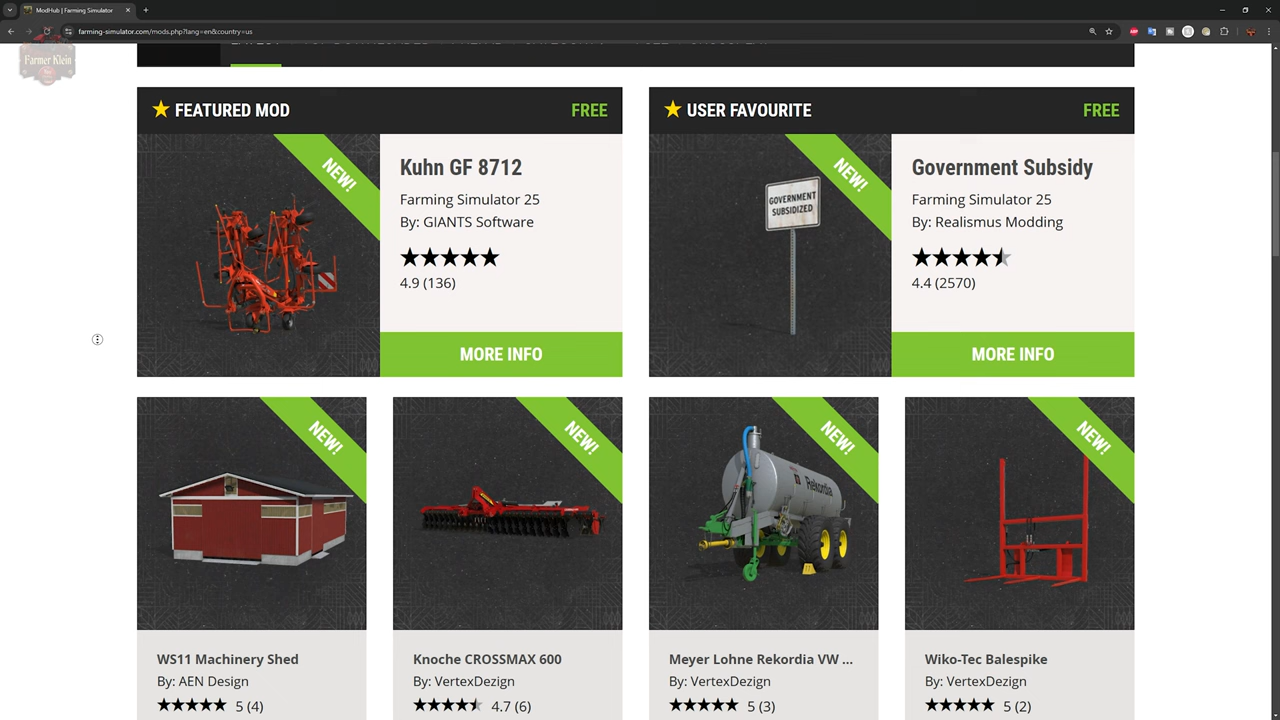 ModHub | Farming Simulator
farming-simulator.com/mods.php?lang=en&country=us
Farmer Klein
FEATURED MOD
FREE
NEW!
Kuhn GF 8712
Farming Simulator 25
By: GIANTS Software
4.9 (136)
MORE INFO
USER FAVOURITE
FREE
GOVERNMENT
SUBSIDIZED
NEW!
Government Subsidy
Farming Simulator 25
By: Realismus Modding
4.4 (2570)
MORE INFO
NEW!
WS11 Machinery Shed
By: AEN Design
5 (4)
NEW!
Knoche CROSSMAX 600
By: VertexDezign
4.7 (6)
NEW!
Rekordia
Meyer Lohne Rekordia VW ...
By: VertexDezign
5 (3)
NEW!
Wiko-Tec Balespike
By: VertexDezign
5 (2)